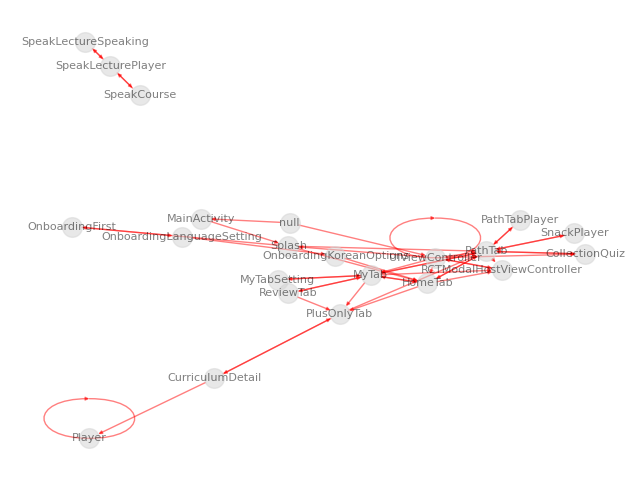 SpeakLectureSpeaking
SpeakLecturePlayer
SpeakCourse
MainActivity
null
PathTabPlayer
OnboardingFirst
SnackPlayer
OnboardingLanguageSetting
Splash
PathTab
OnboardingKoreanOptions
UIViewController
CollectionQuiz
RCTModalHostViewController
MyTab
MyTabSetting
HomeTab
ReviewTab
PlusOnlyTab
CurriculumDetail
Player